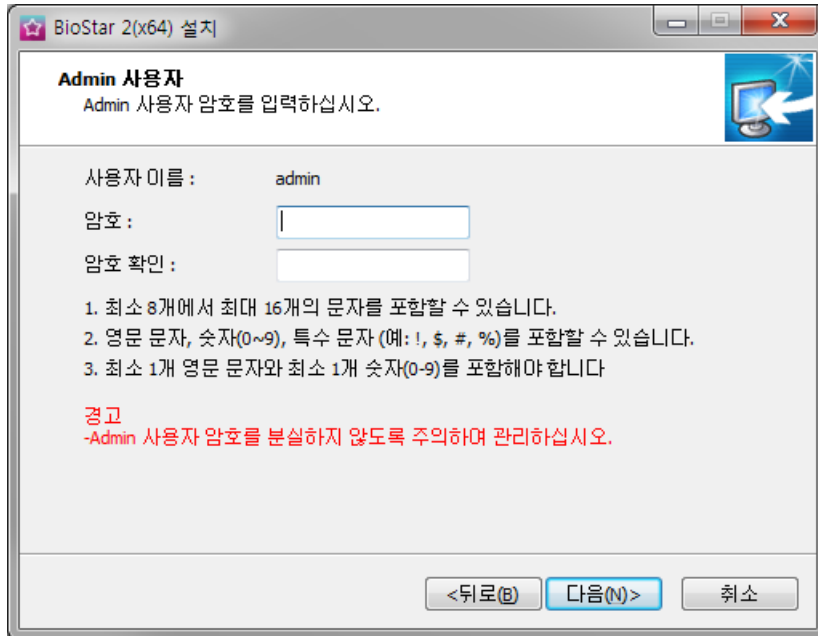 BioStar 2(x64) 설치
Admin 사용자
Admin 사용자 암호를 입력하십시오.
사용자 이름 : admin
암호 :
암호 확인 :
1. 최소 8개에서 최대 16개의 문자를 포함할 수 있습니다.
2. 영문 문자, 숫자(0~9), 특수 문자 (예: !, $, #, %)를 포함할 수 있습니다.
3. 최소 1개 영문 문자와 최소 1개 숫자(0-9)를 포함해야 합니다
경고
-Admin 사용자 암호를 분실하지 않도록 주의하여 관리하십시오.
<뒤로(B) 다음(N)> 취소